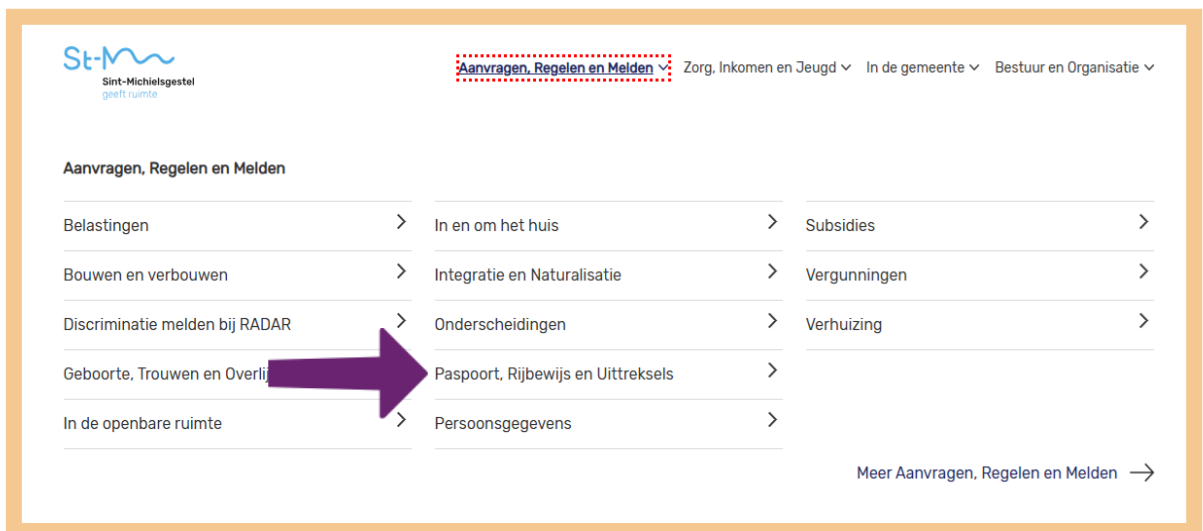 St-M
Sint-Michielsgestel
geeft ruimte
Aanvragen, Regelen en Melden
Zorg, Inkomen en Jeugd
In de gemeente
Bestuur en Organisatie
Aanvragen, Regelen en Melden
Belastingen
Bouwen en verbouwen
Discriminatie melden bij RADAR
Geboorte, Trouwen en
In de openbare ruimte
In en om het huis
Integratie en Naturalisatie
Onderscheidingen
Paspoort, Rijbewijs en Uittreksels
Persoonsgegevens
Subsidies
Vergunningen
Verhuizing
Meer Aanvragen, Regelen en Melden